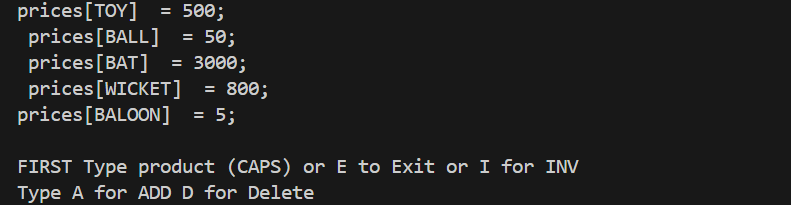 prices[TOY]  = 500;
prices[BALL]  = 50;
prices[BAT]  = 3000;
prices[WICKET]  = 800;
prices[BALOON]  = 5;
FIRST Type product (CAPS) or E to Exit or I for INV
Type A for ADD D for Delete